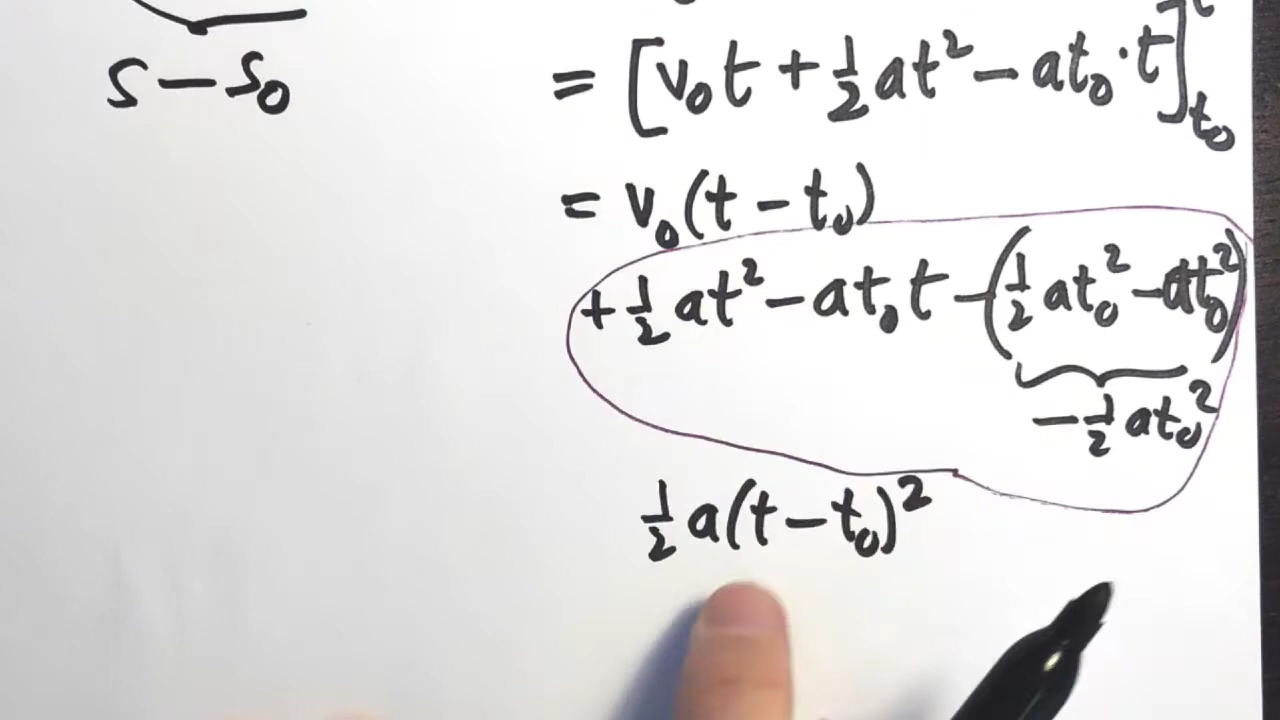 s - s₀
= [v₀t + ½at² - at₀·t]ₜ₀ᵗ
= v₀(t - t₀)
+ ½at² - at₀t - (½at₀² - at₀²)
- ½at₀²
½a(t - t₀)²